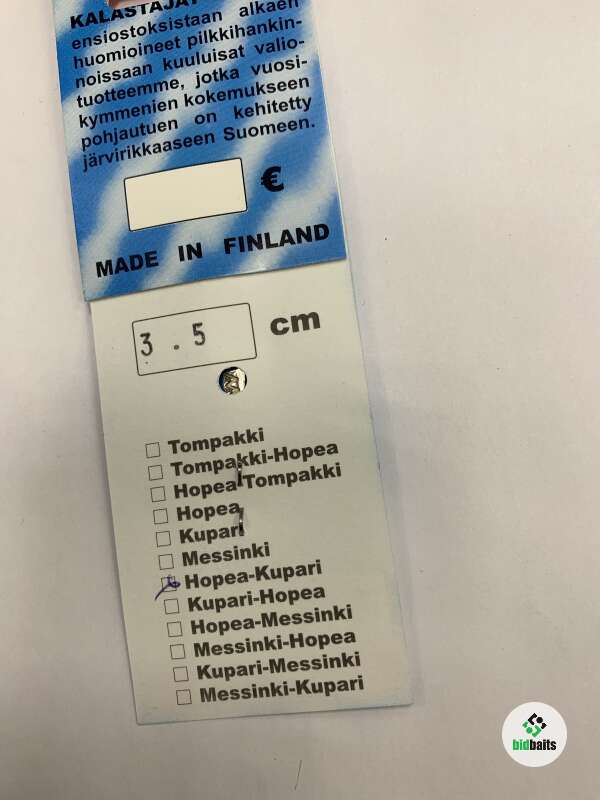 KALASTAJAT
ensiostoksistaan alkaen
huomioineet pilkkihankin-
noissaan kuuluisat valio-
tuotteemme, jotka vuosi-
kymmenien kokemukseen
pohjautuen on kehitetty
järvirikkaaseen Suomeen.
€
MADE IN FINLAND
3.5 cm
Tompakki
Tompakki-Hopea
Hopea-Tompakki
Hopea
Kupari
Messinki
Hopea-Kupari
Kupari-Hopea
Hopea-Messinki
Messinki-Hopea
Kupari-Messinki
Messinki-Kupari
bidbaits